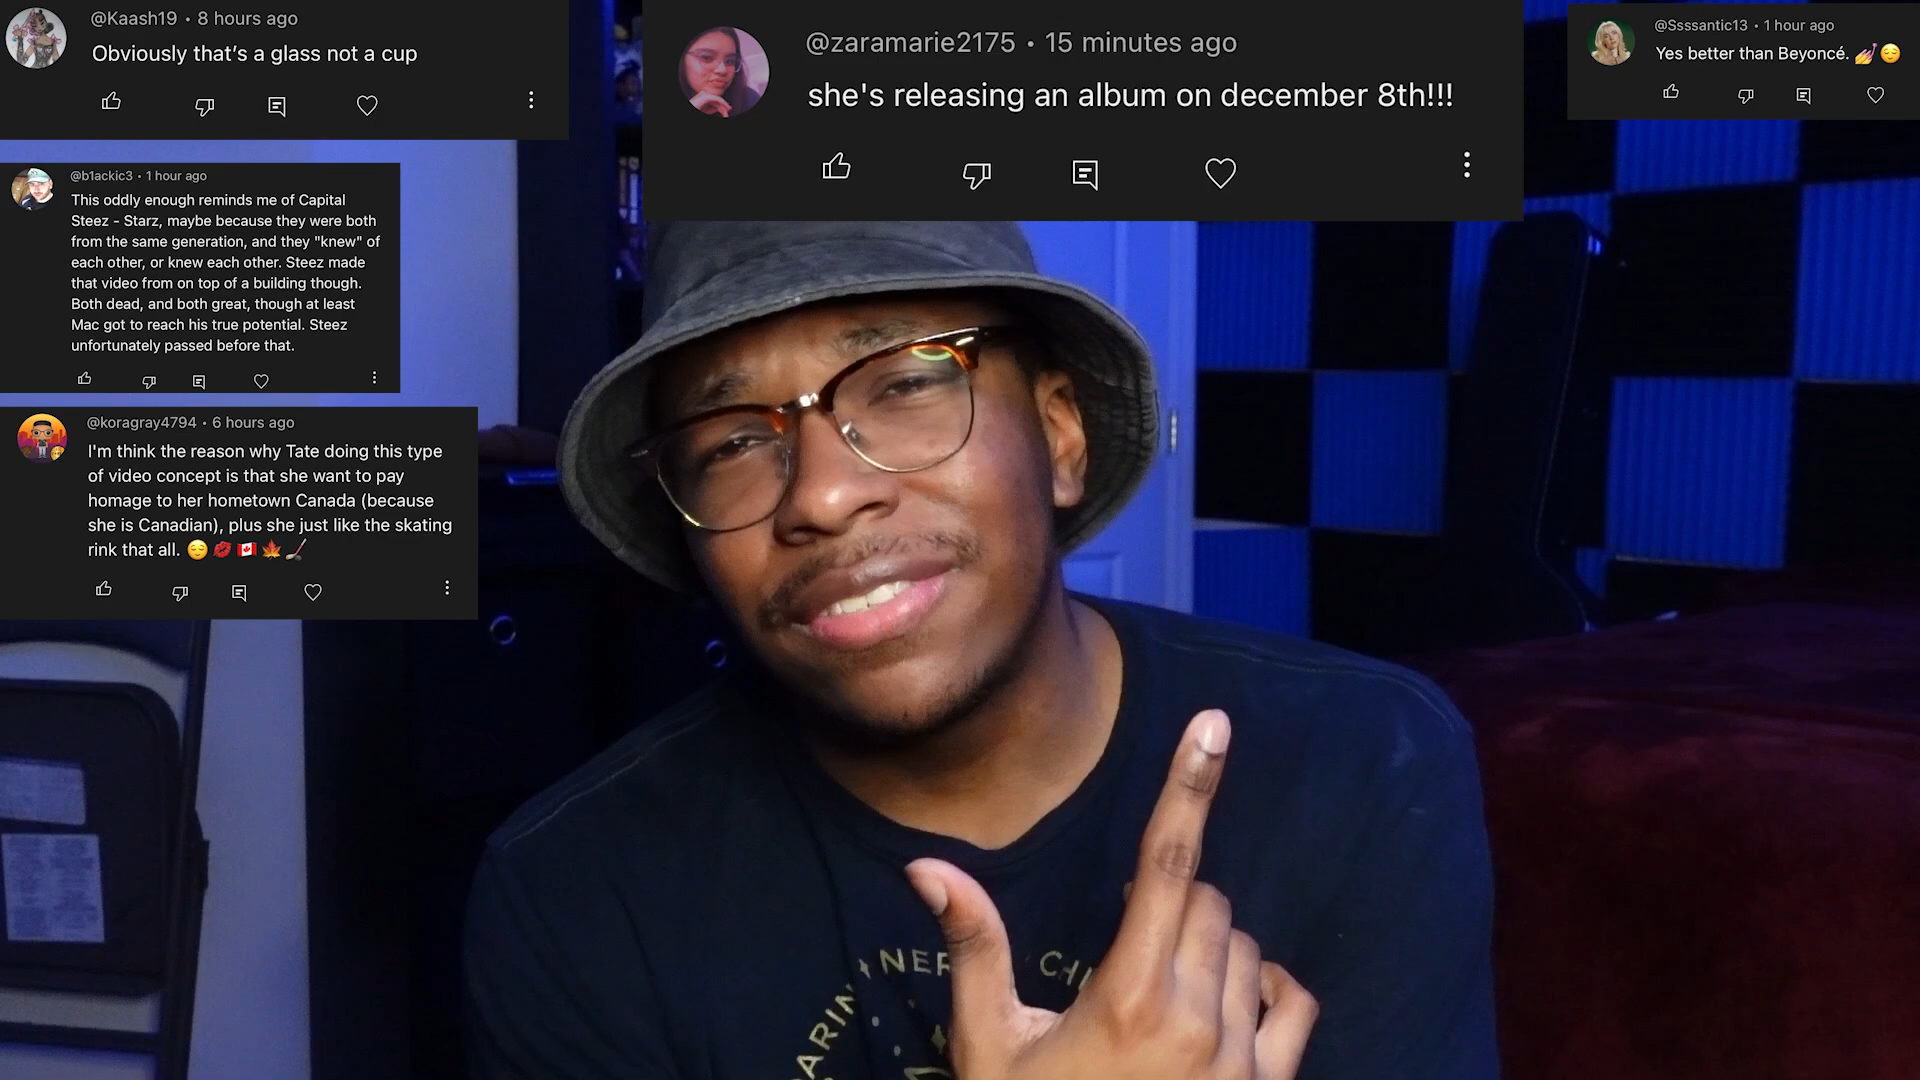 @Kaash19 • 8 hours ago
Obviously that’s a glass not a cup
@zaramarie2175 • 15 minutes ago
she's releasing an album on december 8th!!!
@Ssssantic13 • 1 hour ago
Yes better than Beyoncé. 💅😌
@b1ackic3 • 1 hour ago
This oddly enough reminds me of Capital
Steez - Starz, maybe because they were both
from the same generation, and they "knew" of
each other, or knew each other. Steez made
that video from on top of a building though.
Both dead, and both great, though at least
Mac got to reach his true potential. Steez
unfortunately passed before that.
@koragray4794 • 6 hours ago
I'm think the reason why Tate doing this type
of video concept is that she want to pay
homage to her hometown Canada (because
she is Canadian), plus she just like the skating
rink that all. 😌💋🇨🇦🍁🏒